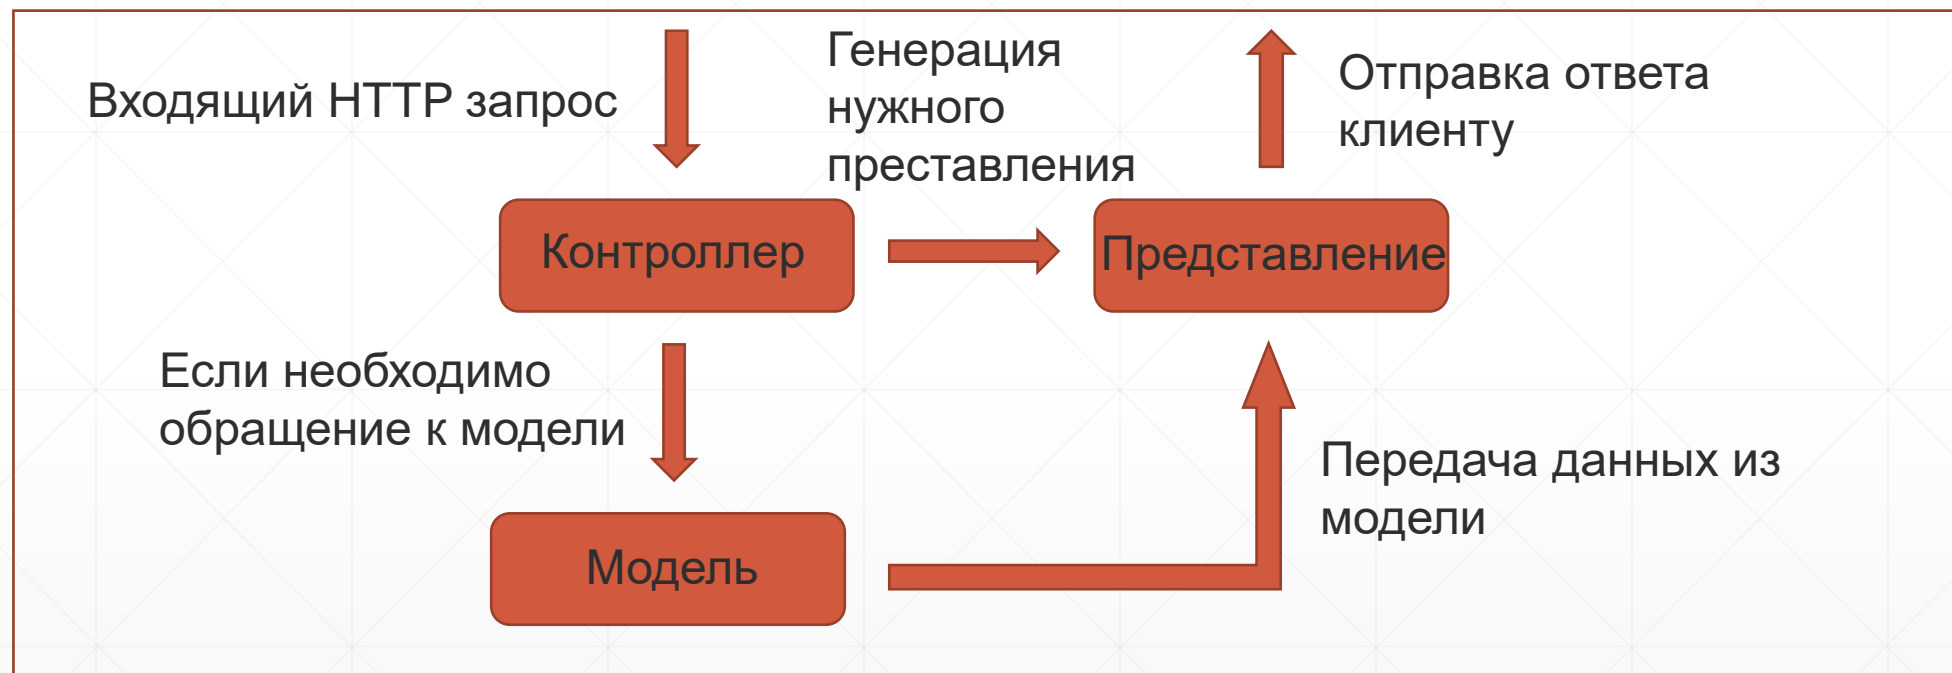 Входящий HTTP запрос
Генерация
нужного
преставления
Отправка ответа
клиенту
Контроллер
Представление
Если необходимо
обращение к модели
Передача данных из
модели
Модель